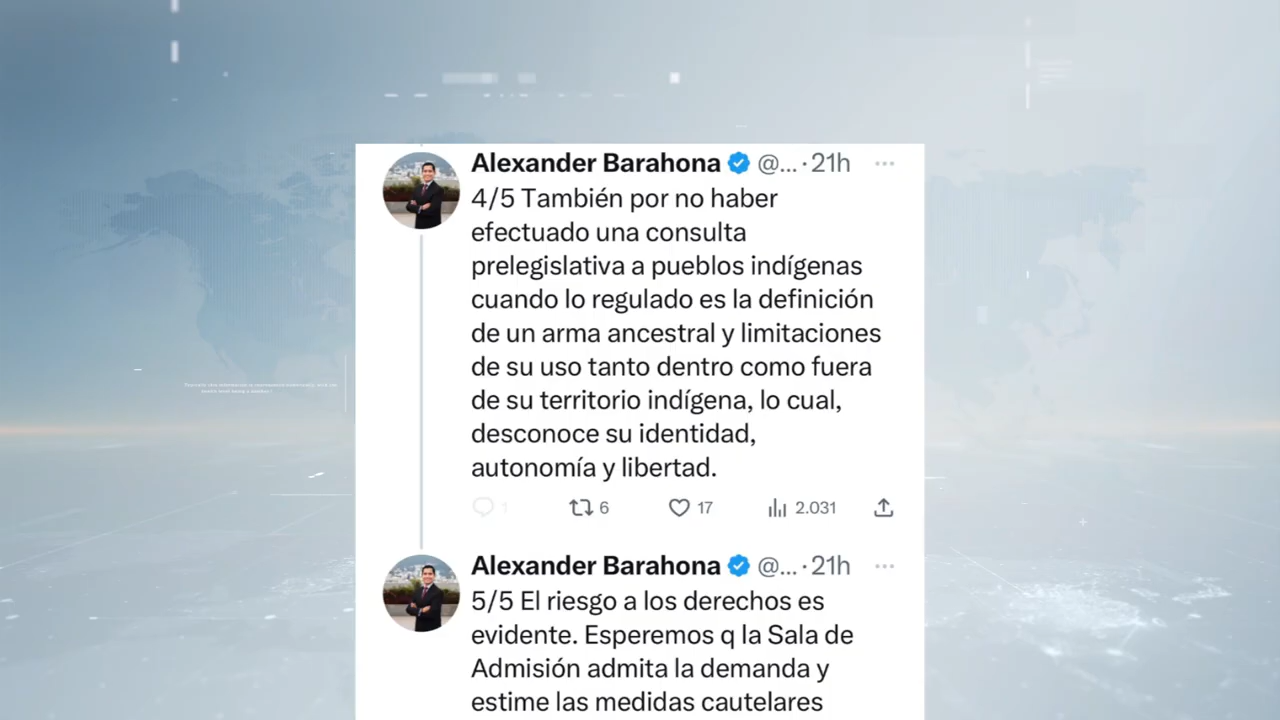 Alexander Barahona @... · 21h
4/5 También por no haber
efectuado una consulta
prelegislativa a pueblos indígenas
cuando lo regulado es la definición
de un arma ancestral y limitaciones
de su uso tanto dentro como fuera
de su territorio indígena, lo cual,
desconoce su identidad,
autonomía y libertad.
1 6 17 2.031
Alexander Barahona @... · 21h
5/5 El riesgo a los derechos es
evidente. Esperemos q la Sala de
Admisión admita la demanda y
estime las medidas cautelares